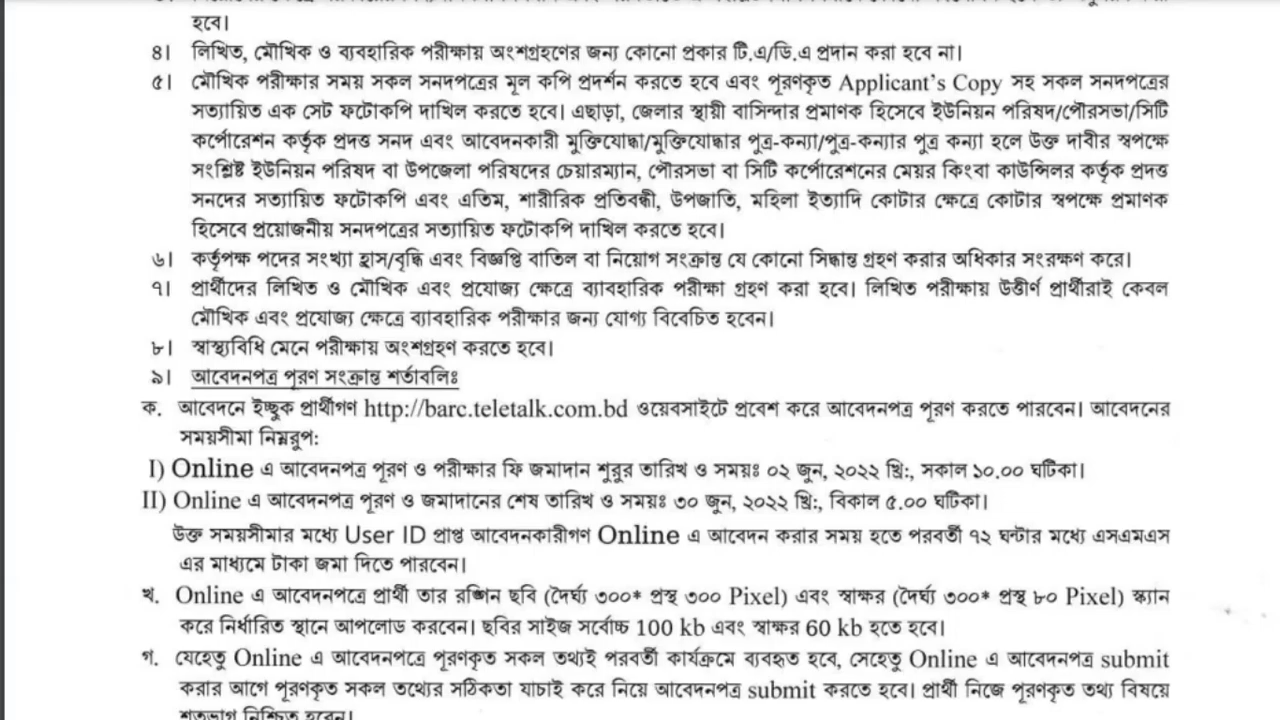 হবে।
৪। লিখিত, মৌখিক ও ব্যবহারিক পরীক্ষায় অংশগ্রহণের জন্য কোনো প্রকার টি.এ/ডি.এ প্রদান করা হবে না।
৫। মৌখিক পরীক্ষার সময় সকল সনদপত্রের মূল কপি প্রদর্শন করতে হবে এবং পূরণকৃত Applicant's Copy সহ সকল সনদপত্রের
সত্যায়িত এক সেট ফটোকপি দাখিল করতে হবে। এছাড়া, জেলার স্থায়ী বাসিন্দার প্রমাণক হিসেবে ইউনিয়ন পরিষদ/পৌরসভা/সিটি
কর্পোরেশন কর্তৃক প্রদত্ত সনদ এবং আবেদনকারী মুক্তিযোদ্ধা/মুক্তিযোদ্ধার পুত্র-কন্যা/পুত্র-কন্যার পুত্র কন্যা হলে উক্ত দাবীর স্বপক্ষে
সংশ্লিষ্ট ইউনিয়ন পরিষদ বা উপজেলা পরিষদের চেয়ারম্যান, পৌরসভা বা সিটি কর্পোরেশনের মেয়র কিংবা কাউন্সিলর কর্তৃক প্রদত্ত
সনদের সত্যায়িত ফটোকপি এবং এতিম, শারীরিক প্রতিবন্ধী, উপজাতি, মহিলা ইত্যাদি কোটার ক্ষেত্রে কোটার স্বপক্ষে প্রমাণক
হিসেবে প্রয়োজনীয় সনদপত্রের সত্যায়িত ফটোকপি দাখিল করতে হবে।
৬। কর্তৃপক্ষ পদের সংখ্যা হ্রাস/বৃদ্ধি এবং বিজ্ঞপ্তি বাতিল বা নিয়োগ সংক্রান্ত যে কোনো সিদ্ধান্ত গ্রহণ করার অধিকার সংরক্ষণ করে।
৭। প্রার্থীদের লিখিত ও মৌখিক এবং প্রযোজ্য ক্ষেত্রে ব্যাবহারিক পরীক্ষা গ্রহণ করা হবে। লিখিত পরীক্ষায় উত্তীর্ণ প্রার্থীরাই কেবল
মৌখিক এবং প্রযোজ্য ক্ষেত্রে ব্যাবহারিক পরীক্ষার জন্য যোগ্য বিবেচিত হবেন।
৮। স্বাস্থ্যবিধি মেনে পরীক্ষায় অংশগ্রহণ করতে হবে।
৯। আবেদনপত্র পূরণ সংক্রান্ত শর্তাবলিঃ
ক. আবেদনে ইচ্ছুক প্রার্থীগণ http://barc.teletalk.com.bd ওয়েবসাইটে প্রবেশ করে আবেদনপত্র পূরণ করতে পারবেন। আবেদনের
সময়সীমা নিম্নরুপ:
I) Online এ আবেদনপত্র পূরণ ও পরীক্ষার ফি জমাদান শুরুর তারিখ ও সময়ঃ ০২ জুন, ২০২২ খ্রি:, সকাল ১০.০০ ঘটিকা।
II) Online এ আবেদনপত্র পূরণ ও জমাদানের শেষ তারিখ ও সময়ঃ ৩০ জুন, ২০২২ খ্রি:, বিকাল ৫.০০ ঘটিকা।
উক্ত সময়সীমার মধ্যে User ID প্রাপ্ত আবেদনকারীগণ Online এ আবেদন করার সময় হতে পরবর্তী ৭২ ঘন্টার মধ্যে এসএমএস
এর মাধ্যমে টাকা জমা দিতে পারবেন।
খ. Online এ আবেদনপত্রে প্রার্থী তার রঙ্গিন ছবি (দৈর্ঘ্য ৩০০* প্রস্থ ৩০০ Pixel) এবং স্বাক্ষর (দৈর্ঘ্য ৩০০* প্রস্থ ৮০ Pixel) স্ক্যান
করে নির্ধারিত স্থানে আপলোড করবেন। ছবির সাইজ সর্বোচ্চ 100 kb এবং স্বাক্ষর 60 kb হতে হবে।
গ. যেহেতু Online এ আবেদনপত্রে পূরণকৃত সকল তথ্যই পরবর্তী কার্যক্রমে ব্যবহৃত হবে, সেহেতু Online এ আবেদনপত্র submit
করার আগে পূরণকৃত সকল তথ্যের সঠিকতা যাচাই করে নিয়ে আবেদনপত্র submit করতে হবে। প্রার্থী নিজে পূরণকৃত তথ্য বিষয়ে
শতভাগ নিশ্চিত হবেন।